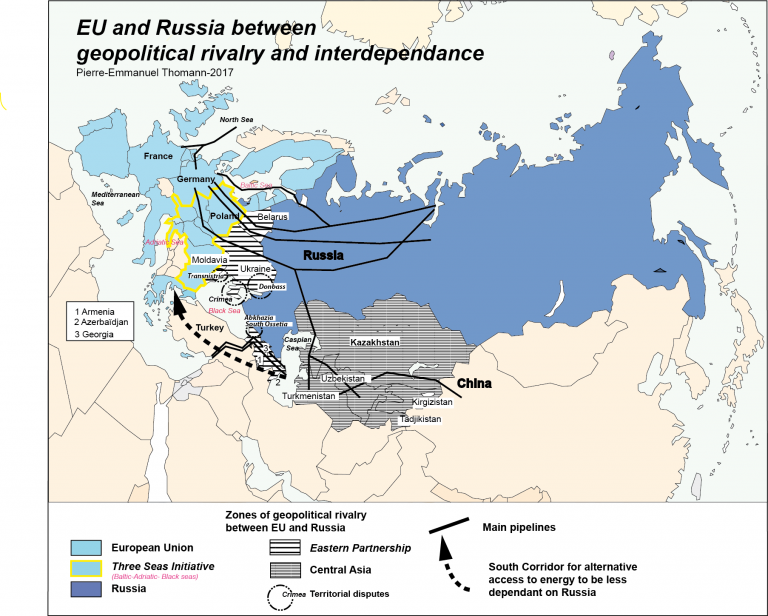 EU and Russia between
geopolitical rivalry and interdependance
Pierre-Emmanuel Thomann-2017
North Sea
France
Germany
Baltic Sea
Mediterranean
Sea
Poland
Belarus
Adriatic Sea
Russia
Moldavia
Ukraine
Transnistria
Donbass
Crimea
Black Sea
1 Armenia
2 Azerbaïdjan
3 Georgia
Abkhazia
South Ossetia
Turkey
Caspian
Sea
Kazakhstan
3
1
2
Uzbekistan
China
Turkmenistan
Kirgizistan
Tadjikistan
Zones of geopolitical rivalry
between EU and Russia
European Union
Three Seas Initiative
(Baltic-Adriatic- Black seas)
Russia
Eastern Partnership
Central Asia
Crimea
Territorial disputes
Main pipelines
South Corridor for alternative
access to energy to be less
dependant on Russia